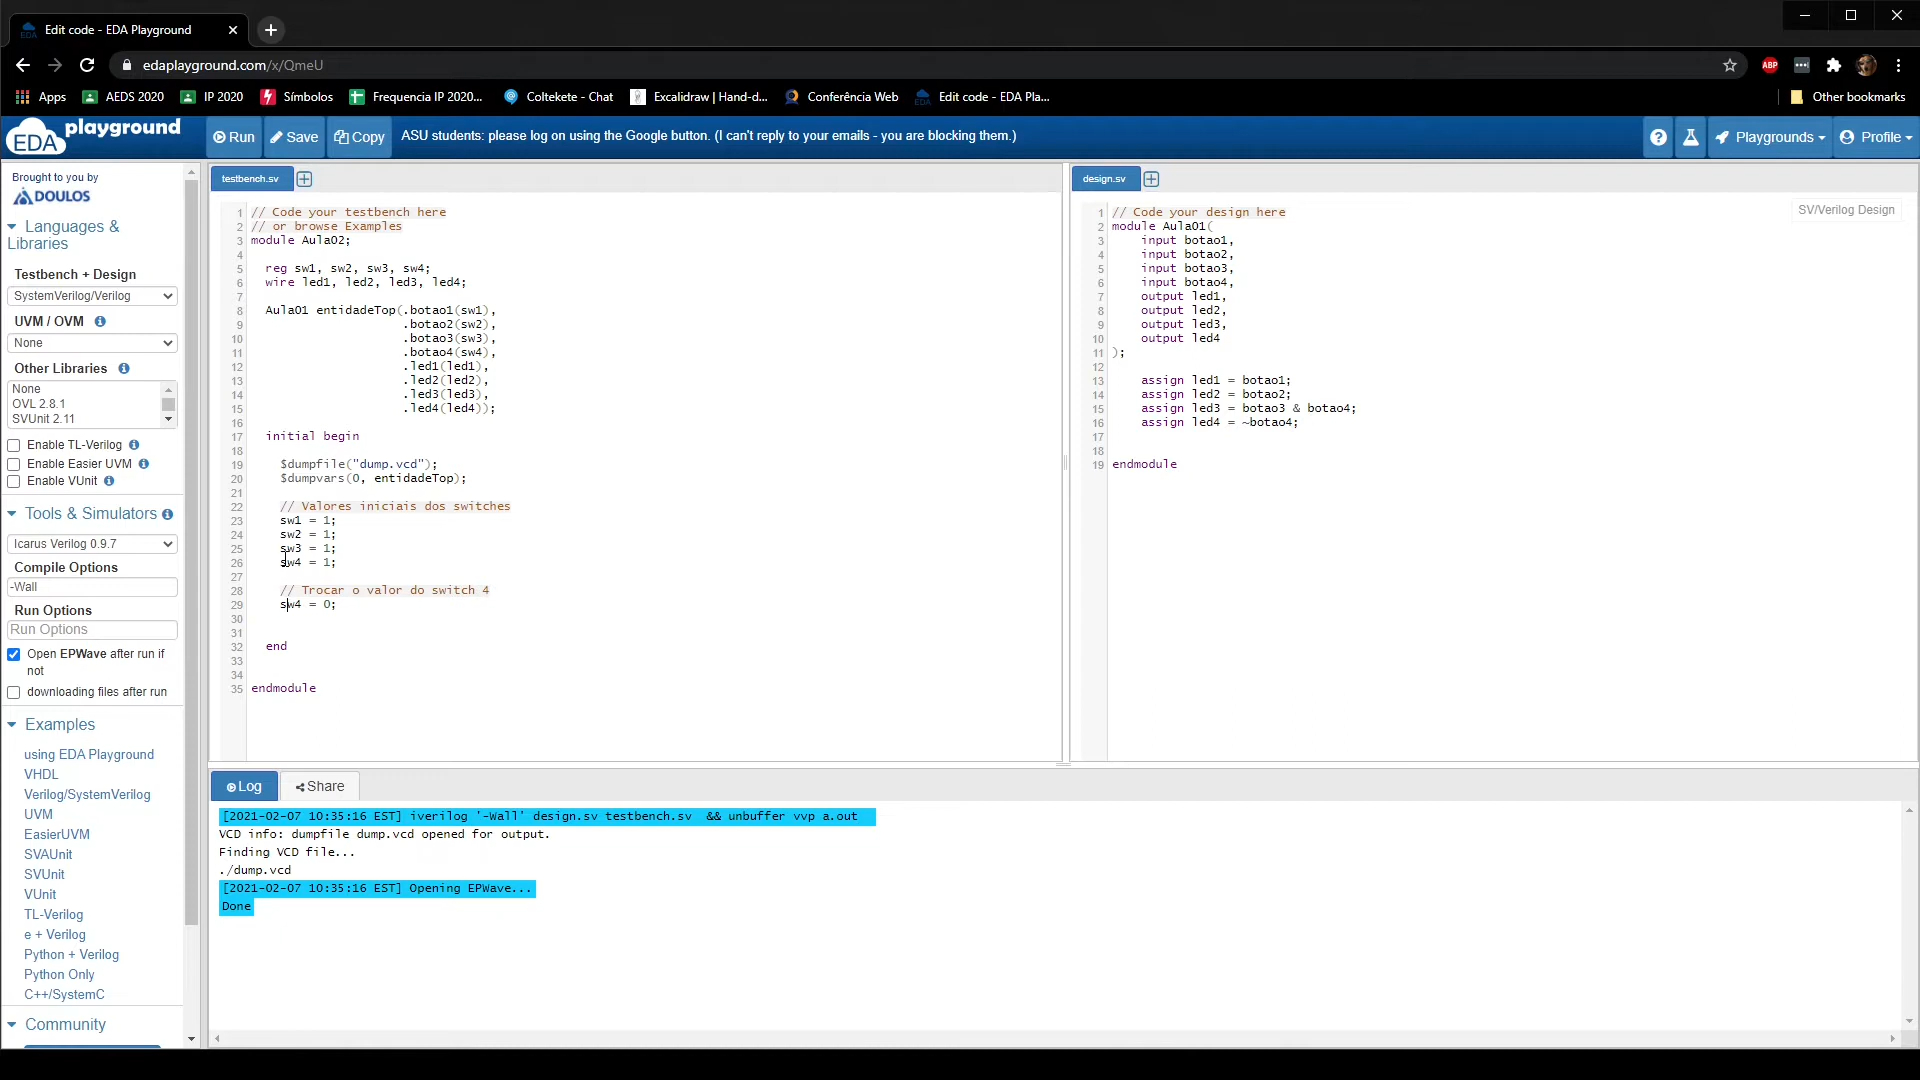 Edit code - EDA Playground
edaplayground.com/x/QmeU
ABP
Apps
AEDS 2020
IP 2020
Símbolos
Frequencia IP 2020...
Coltekete - Chat
Excalidraw | Hand-d...
Conferência Web
Edit code - EDA Pla...
Other bookmarks
EDA playground
Run
Save
Copy
ASU students: please log on using the Google button. (I can't reply to your emails - you are blocking them.)
Playgrounds
Profile
Brought to you by
DOULOS
Languages &
Libraries
Testbench + Design
SystemVerilog/Verilog
UVM / OVM
None
Other Libraries
None
OVL 2.8.1
SVUnit 2.11
Enable TL-Verilog
Enable Easier UVM
Enable VUnit
Tools & Simulators
Icarus Verilog 0.9.7
Compile Options
-Wall
Run Options
Run Options
Open EPWave after run if
not
downloading files after run
Examples
using EDA Playground
VHDL
Verilog/SystemVerilog
UVM
EasierUVM
SVAUnit
SVUnit
VUnit
TL-Verilog
e + Verilog
Python + Verilog
Python Only
C++/SystemC
Community
testbench.sv
1 // Code your testbench here
2 // or browse Examples
3 module Aula02;
4
5 reg sw1, sw2, sw3, sw4;
6 wire led1, led2, led3, led4;
7
8 Aula01 entidadeTop(.botao1(sw1),
9 .botao2(sw2),
10 .botao3(sw3),
11 .botao4(sw4),
12 .led1(led1),
13 .led2(led2),
14 .led3(led3),
15 .led4(led4));
16
17 initial begin
18
19 $dumpfile("dump.vcd");
20 $dumpvars(0, entidadeTop);
21
22 // Valores iniciais dos switches
23 sw1 = 1;
24 sw2 = 1;
25 sw3 = 1;
26 sw4 = 1;
27
28 // Trocar o valor do switch 4
29 sw4 = 0;
30
31
32 end
33
34
35 endmodule
design.sv
SV/Verilog Design
1 // Code your design here
2 module Aula01(
3 input botao1,
4 input botao2,
5 input botao3,
6 input botao4,
7 output led1,
8 output led2,
9 output led3,
10 output led4
11 );
12
13 assign led1 = botao1;
14 assign led2 = botao2;
15 assign led3 = botao3 & botao4;
16 assign led4 = ~botao4;
17
18
19 endmodule
Log
Share
[2021-02-07 10:35:16 EST] iverilog '-Wall' design.sv testbench.sv && unbuffer vvp a.out
VCD info: dumpfile dump.vcd opened for output.
Finding VCD file...
./dump.vcd
[2021-02-07 10:35:16 EST] Opening EPWave...
Done